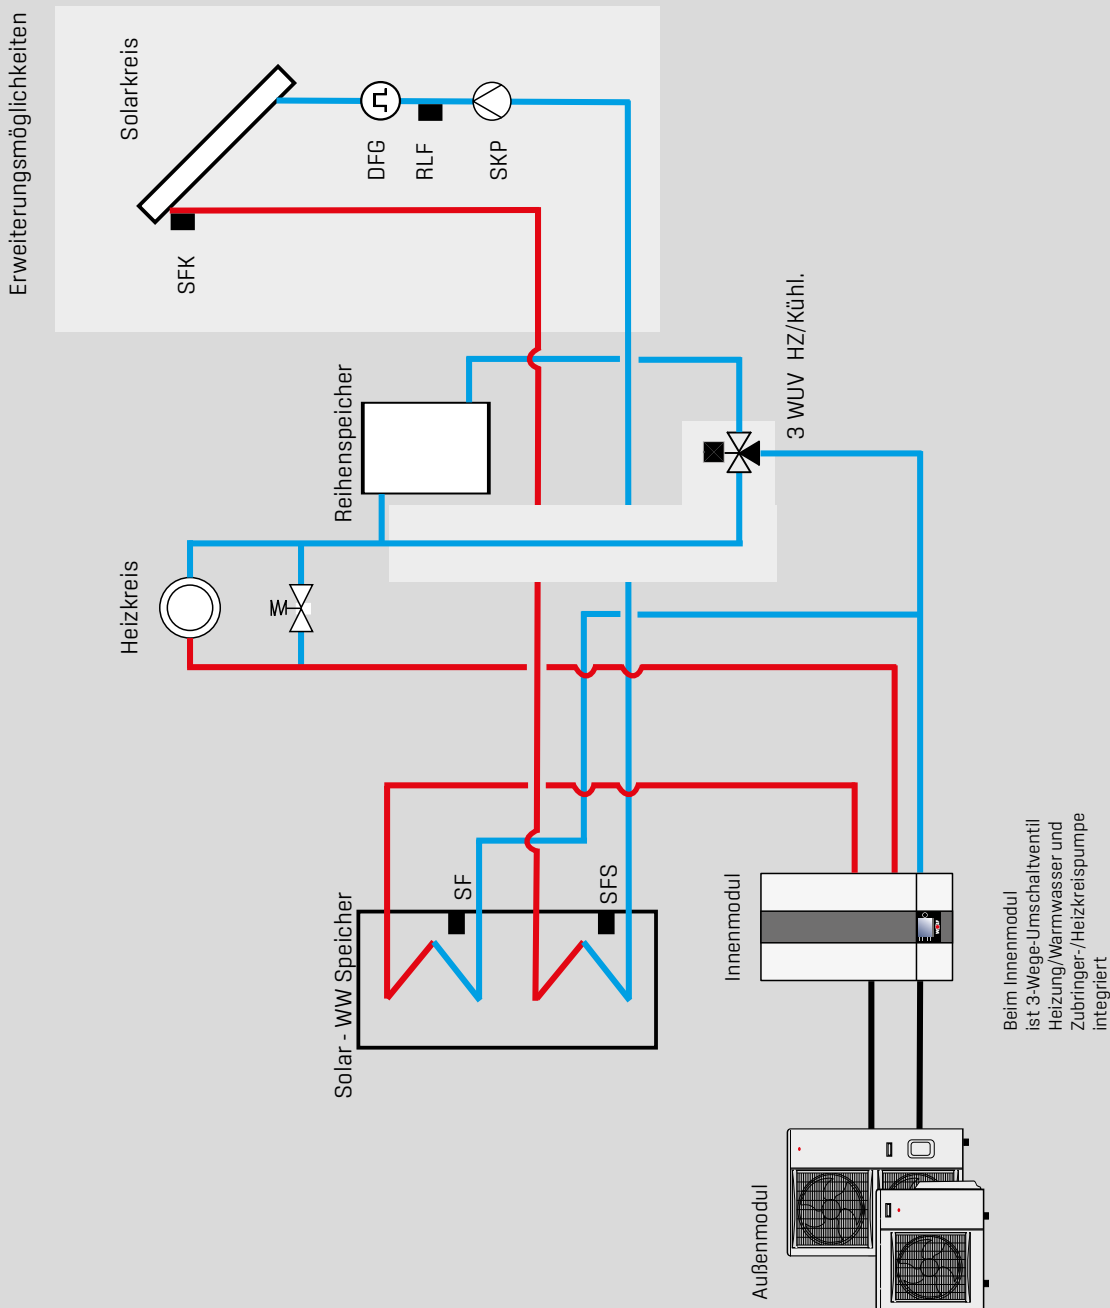 Erweiterungsmöglichkeiten
Solarkreis
DFG
RLF
SKP
SFK
Reihenspeicher
3 WUV HZ/Kühl.
Heizkreis
Solar - WW Speicher
SF
SFS
Innenmodul
Beim Innenmodul
ist 3-Wege-Umschaltventil
Heizung/Warmwasser und
Zubringer-/Heizkreispumpe
integriert
Außenmodul